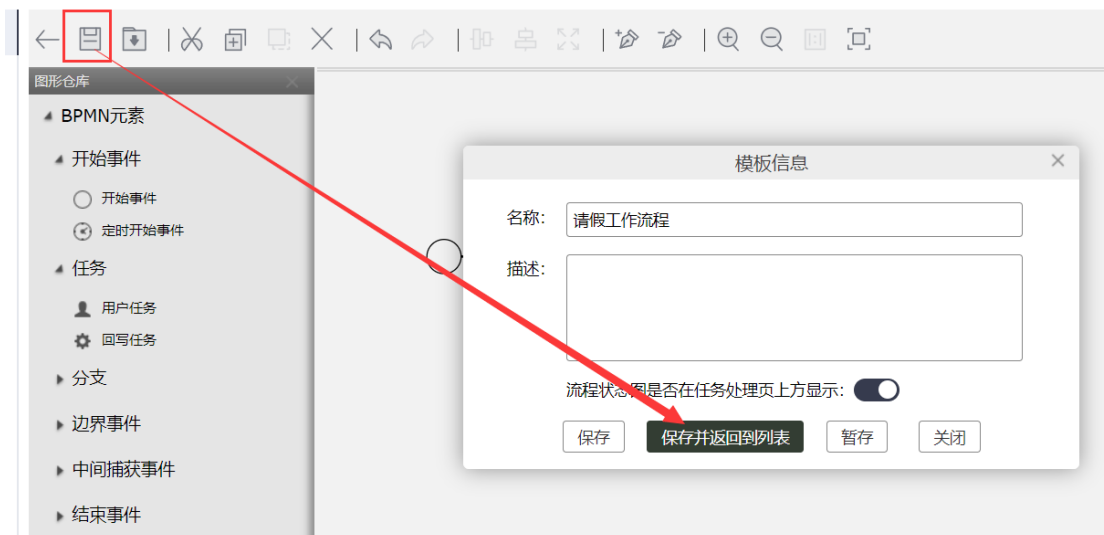 图形仓库
BPMN元素
开始事件
开始事件
定时开始事件
任务
用户任务
回写任务
分支
边界事件
中间捕获事件
结束事件
模板信息
名称: 请假工作流程
描述:
流程状态图是否在任务处理页上方显示:
保存 保存并返回到列表 暂存 关闭